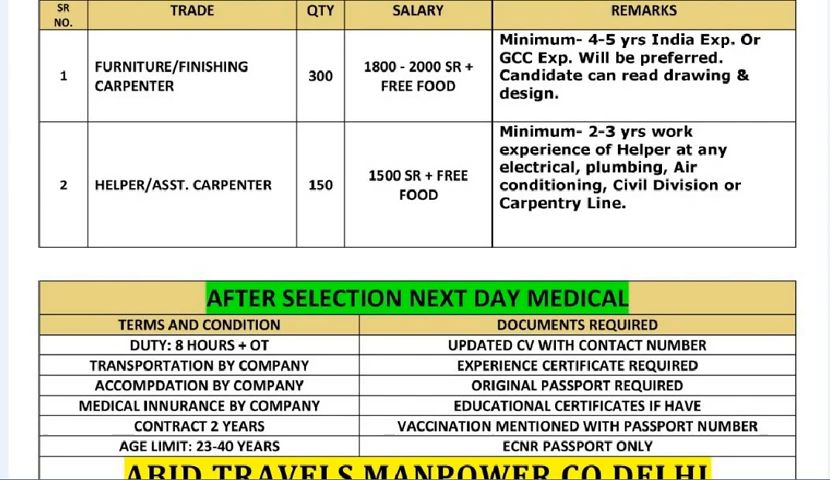 SR NO. TRADE QTY SALARY REMARKS
1 FURNITURE/FINISHING CARPENTER 300 1800 - 2000 SR + FREE FOOD Minimum- 4-5 yrs India Exp. Or GCC Exp. Will be preferred. Candidate can read drawing & design.
2 HELPER/ASST. CARPENTER 150 1500 SR + FREE FOOD Minimum- 2-3 yrs work experience of Helper at any electrical, plumbing, Air conditioning, Civil Division or Carpentry Line.
AFTER SELECTION NEXT DAY MEDICAL
TERMS AND CONDITION DOCUMENTS REQUIRED
DUTY: 8 HOURS + OT UPDATED CV WITH CONTACT NUMBER
TRANSPORTATION BY COMPANY EXPERIENCE CERTIFICATE REQUIRED
ACCOMPDATION BY COMPANY ORIGINAL PASSPORT REQUIRED
MEDICAL INNURANCE BY COMPANY EDUCATIONAL CERTIFICATES IF HAVE
CONTRACT 2 YEARS VACCINATION MENTIONED WITH PASSPORT NUMBER
AGE LIMIT: 23-40 YEARS ECNR PASSPORT ONLY
ABID TRAVELS MANPOWER CO DELHI